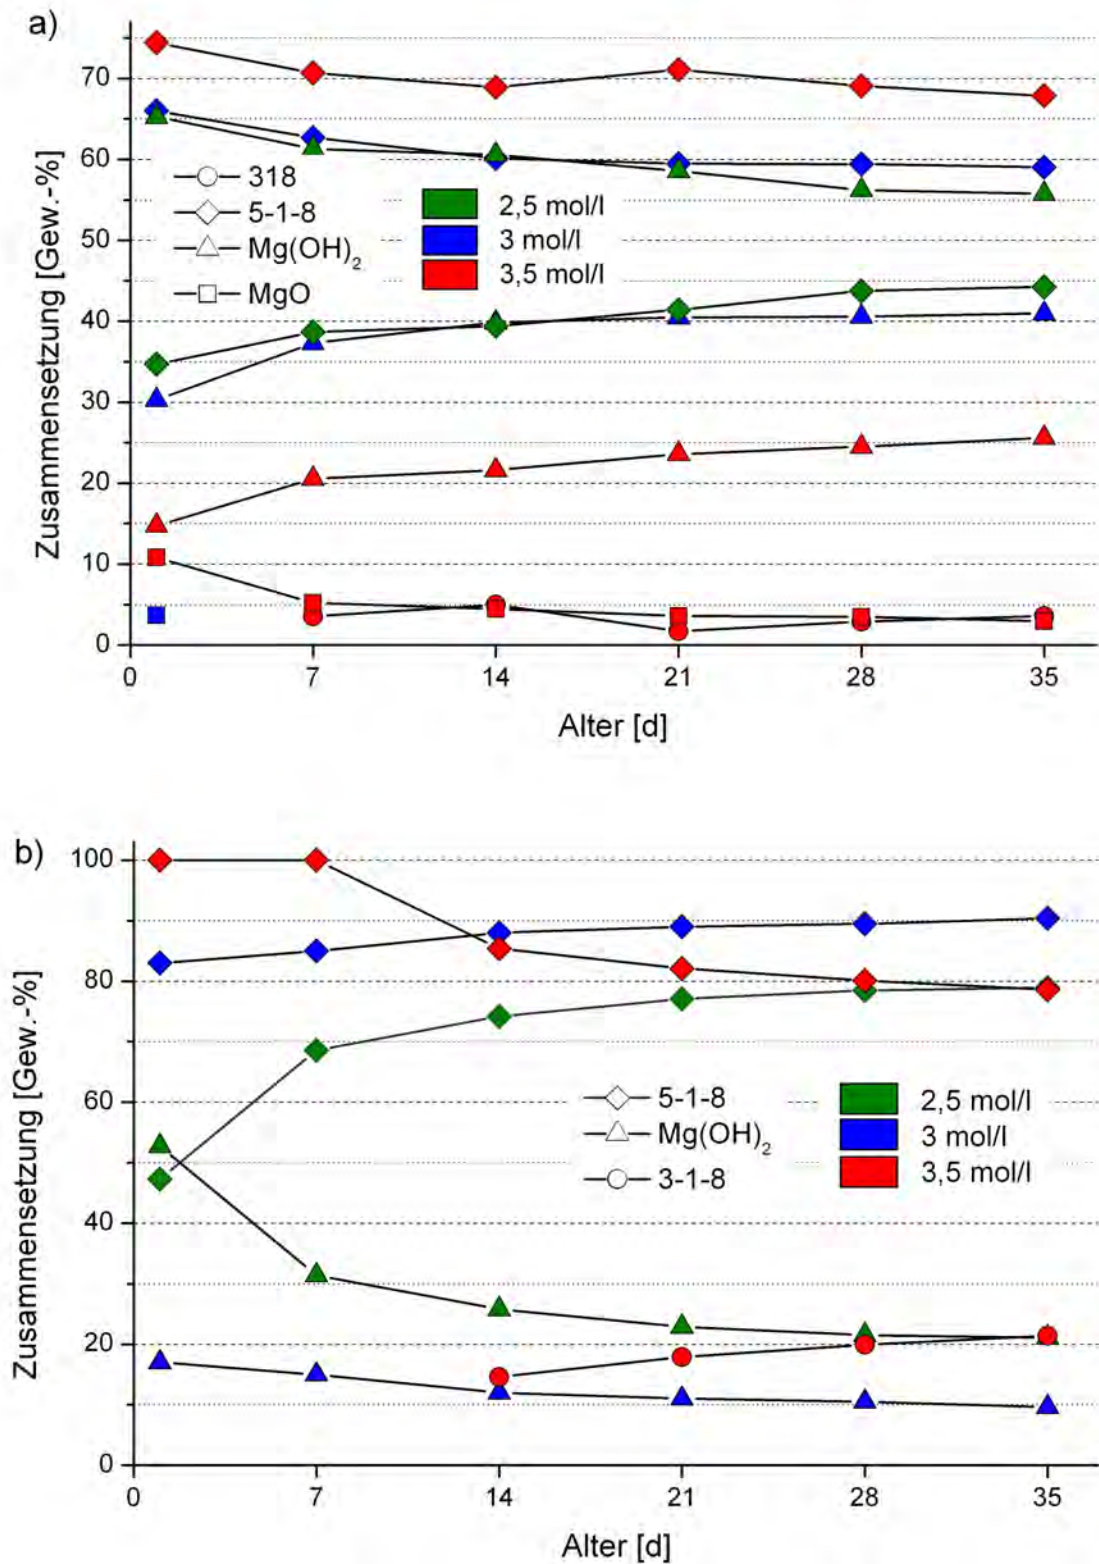 a)
Zusammensetzung [Gew.-%]
70
60
50
40
30
20
10
0
318
5-1-8
Mg(OH)₂
MgO
2,5 mol/l
3 mol/l
3,5 mol/l
0 7 14 21 28 35
Alter [d]
b)
Zusammensetzung [Gew.-%]
100
80
60
40
20
0
5-1-8
Mg(OH)₂
3-1-8
2,5 mol/l
3 mol/l
3,5 mol/l
0 7 14 21 28 35
Alter [d]